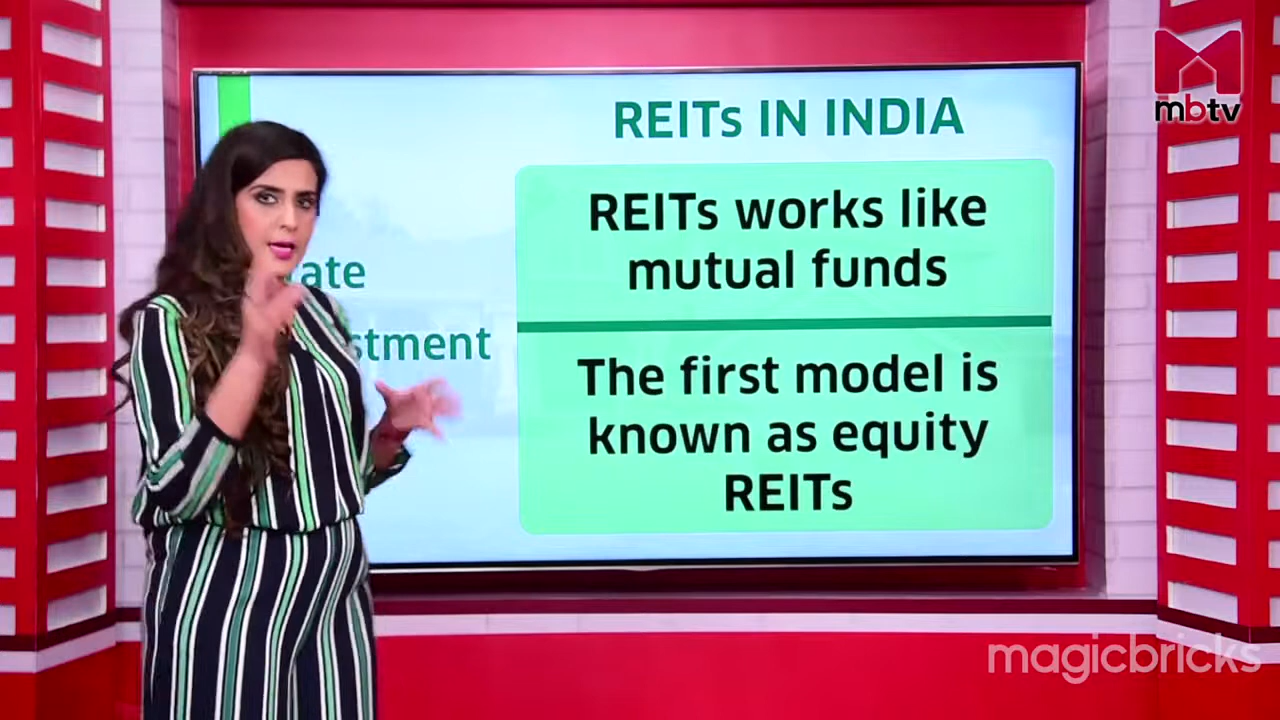 REITs IN INDIA
REITs works like
mutual funds
The first model is
known as equity
REITs
mbtv
magicbricks